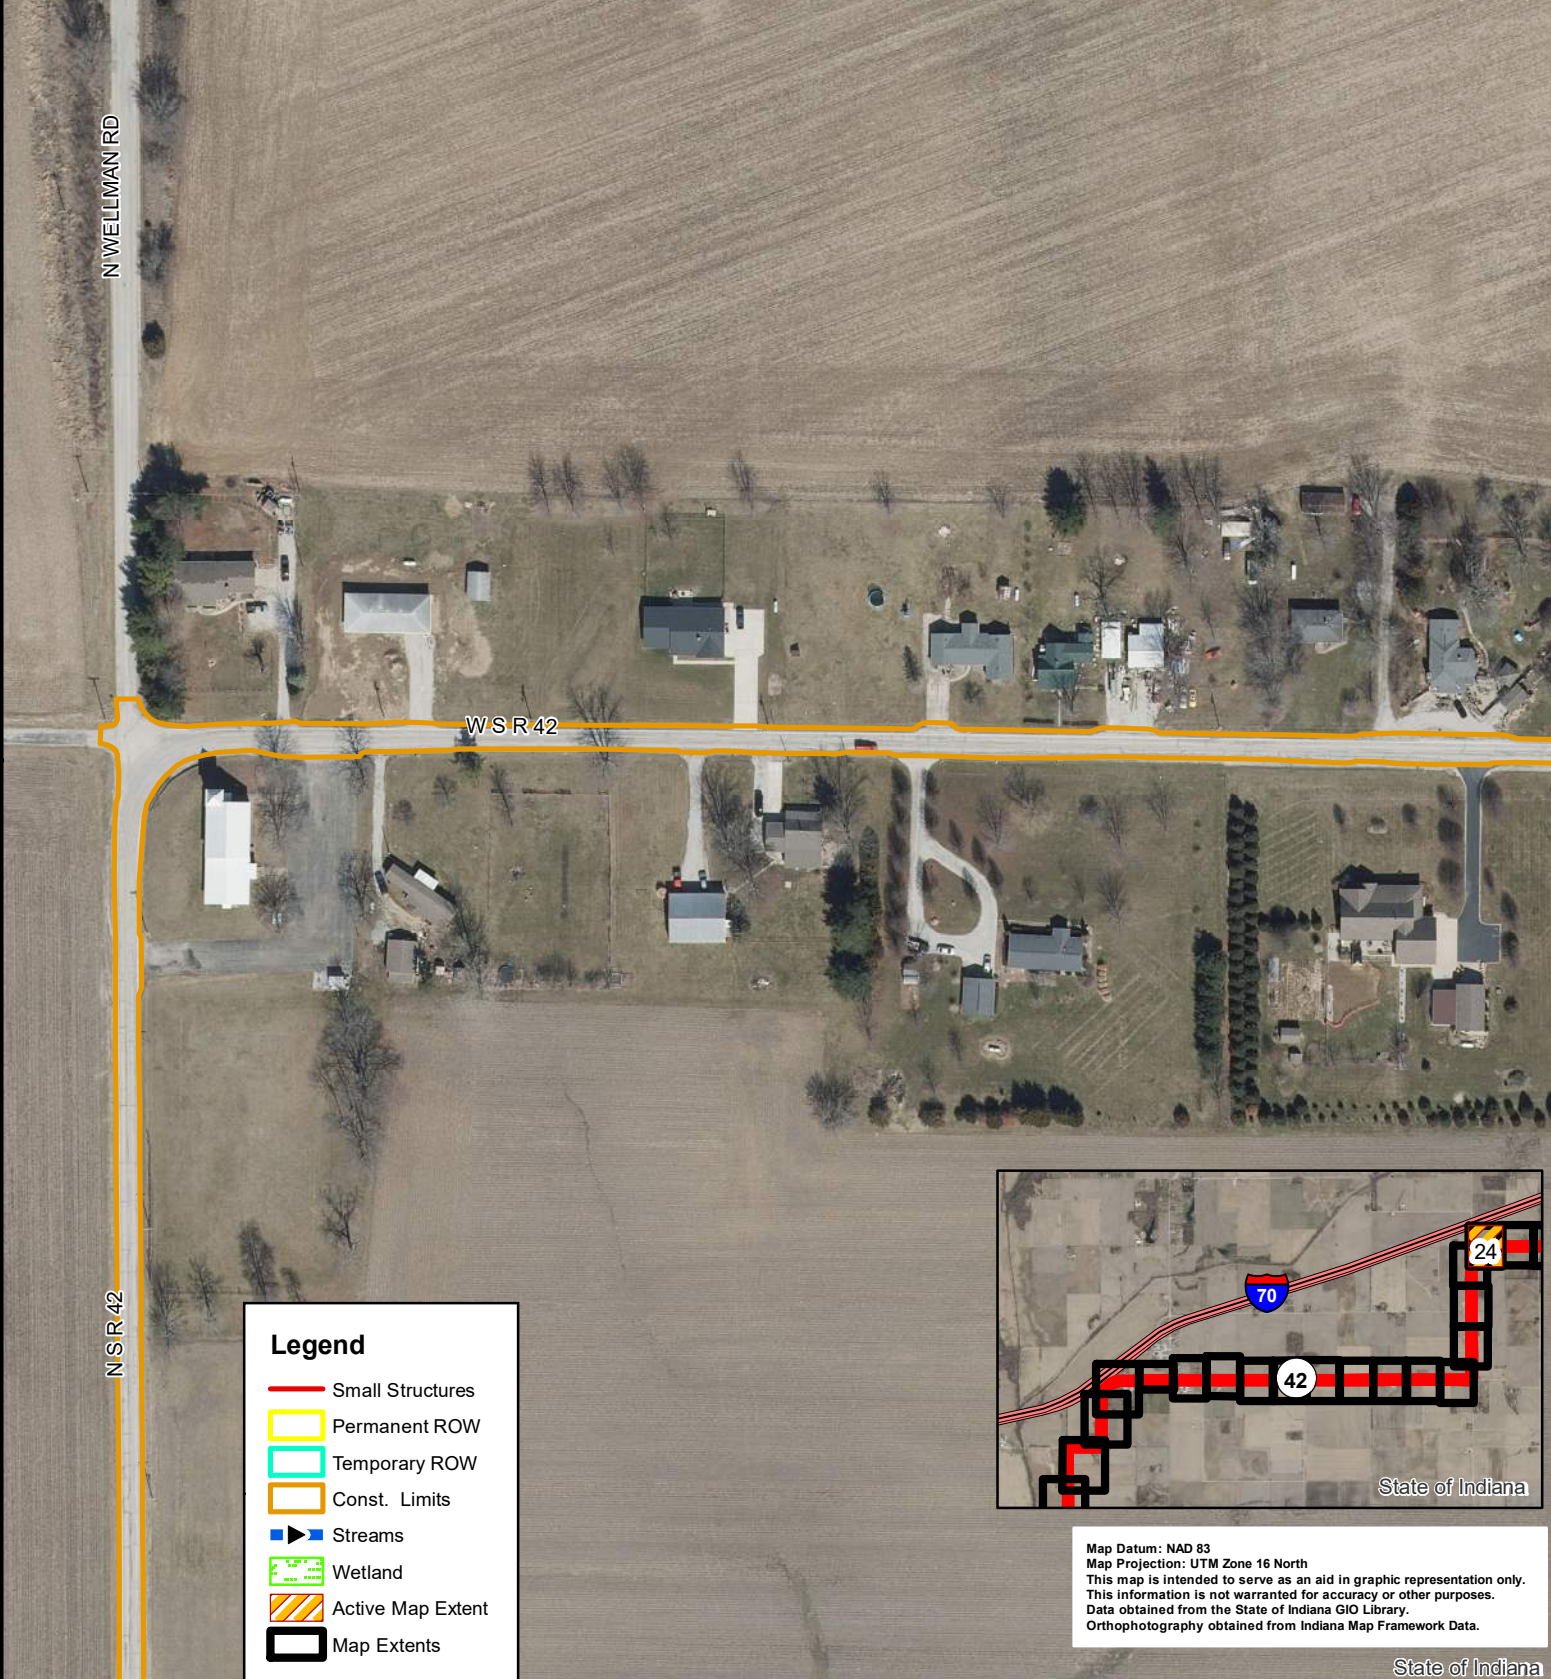 N WELLMAN RD
W S R 42
N S R 42
Legend
Small Structures
Permanent ROW
Temporary ROW
Const. Limits
Streams
Wetland
Active Map Extent
Map Extents
24
70
42
State of Indiana
Map Datum: NAD 83
Map Projection: UTM Zone 16 North
This map is intended to serve as an aid in graphic representation only.
This information is not warranted for accuracy or other purposes.
Data obtained from the State of Indiana GIO Library.
Orthophotography obtained from Indiana Map Framework Data.
State of Indiana